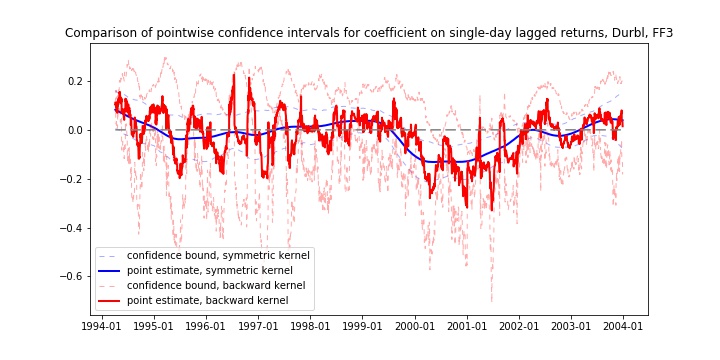 Comparison of pointwise confidence intervals for coefficient on single-day lagged returns, Durbl, FF3
0.2
0.0
−0.2
−0.4
−0.6
confidence bound, symmetric kernel
point estimate, symmetric kernel
confidence bound, backward kernel
point estimate, backward kernel
1994-01 1995-01 1996-01 1997-01 1998-01 1999-01 2000-01 2001-01 2002-01 2003-01 2004-01